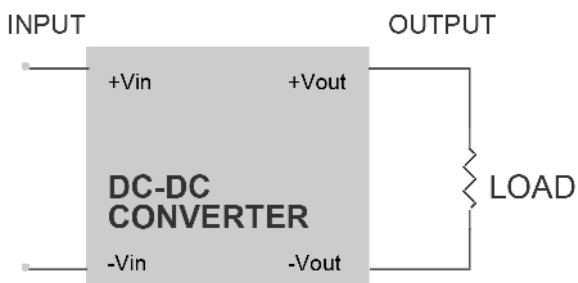 INPUT OUTPUT
+Vin +Vout
DC-DC
CONVERTER
LOAD
-Vin -Vout